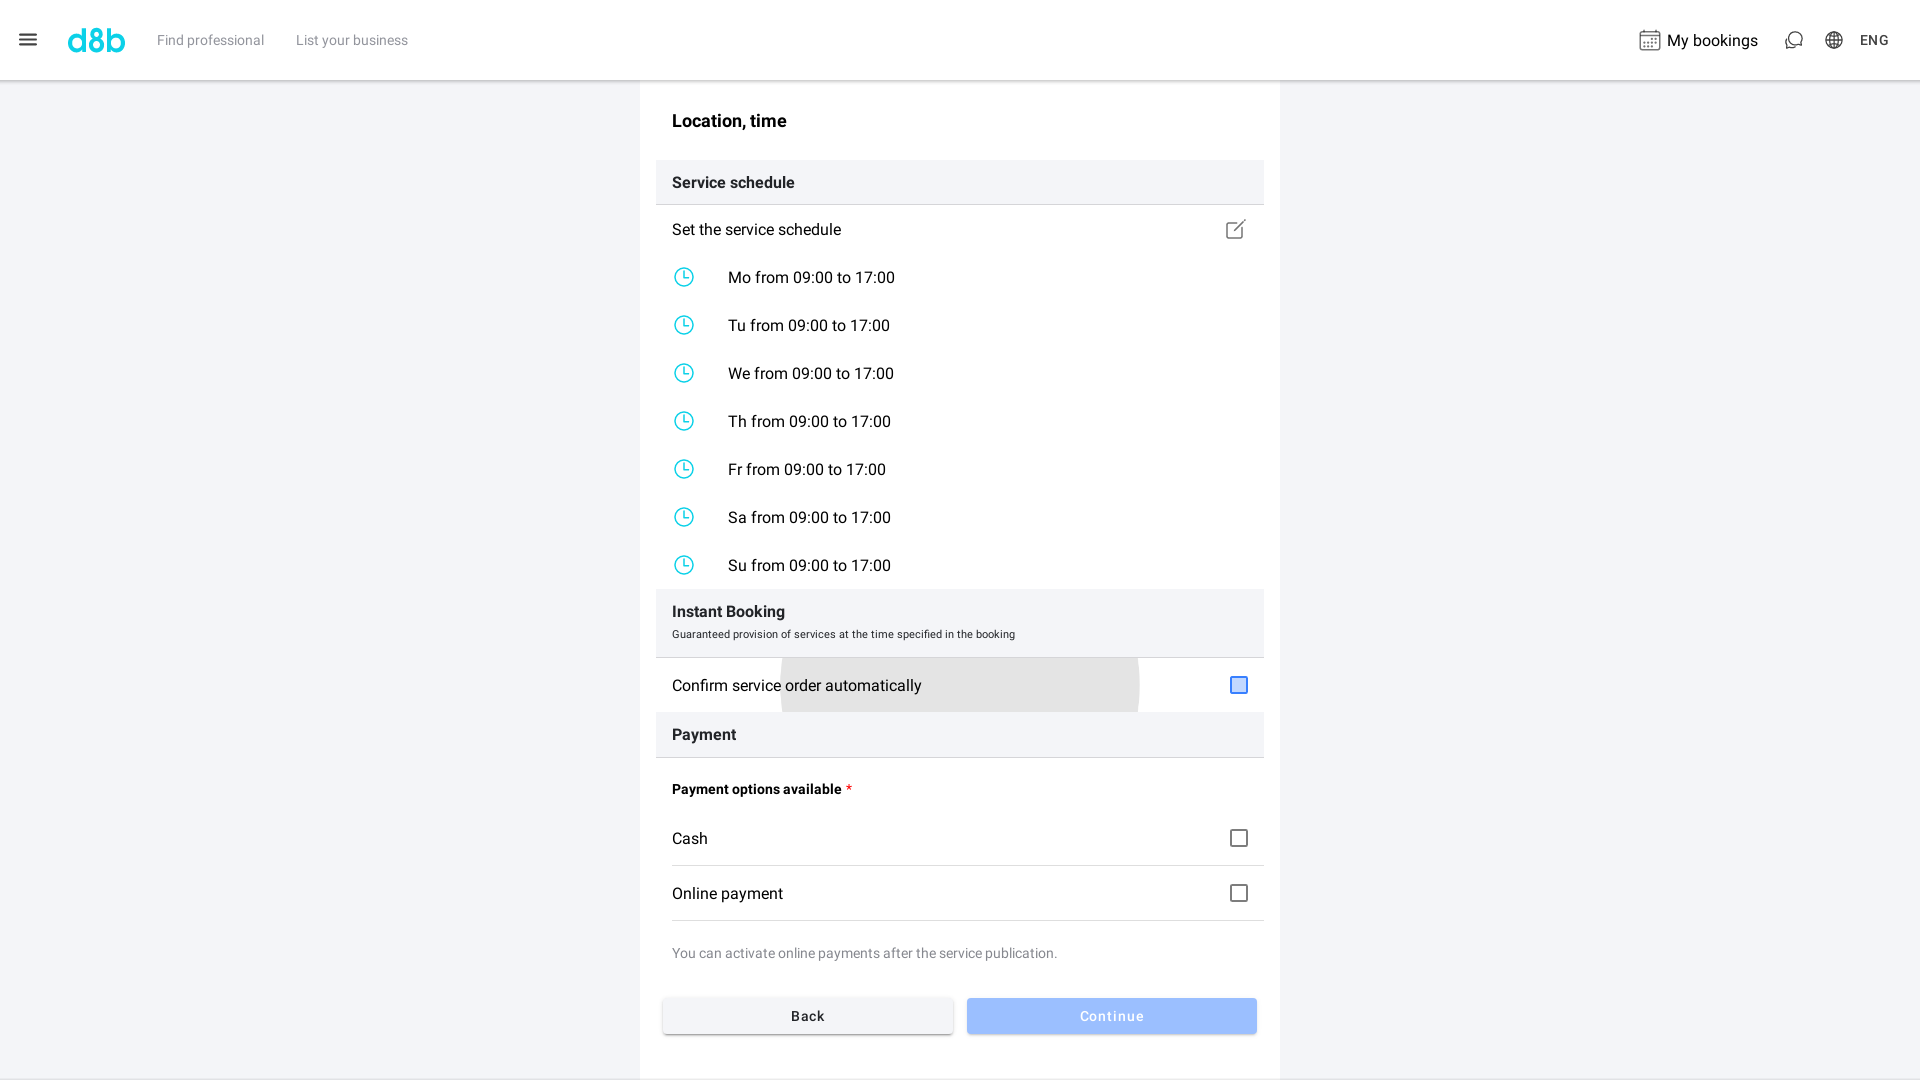 d8b
Find professional
List your business
My bookings
ENG
Location, time
Service schedule
Set the service schedule
Mo from 09:00 to 17:00
Tu from 09:00 to 17:00
We from 09:00 to 17:00
Th from 09:00 to 17:00
Fr from 09:00 to 17:00
Sa from 09:00 to 17:00
Su from 09:00 to 17:00
Instant Booking
Guaranteed provision of services at the time specified in the booking
Confirm service order automatically
Payment
Payment options available *
Cash
Online payment
You can activate online payments after the service publication.
Back
Continue